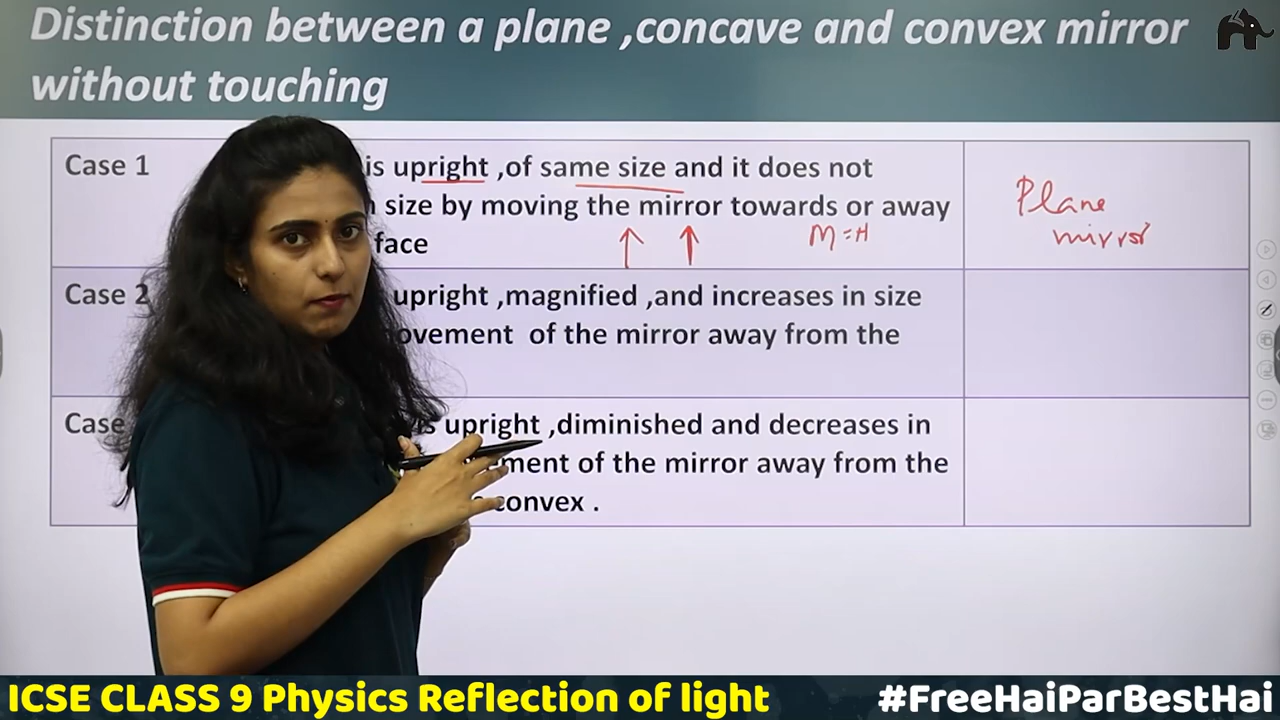 Distinction between a plane ,concave and convex mirror
without touching
Case 1
is upright ,of same size and it does not
size by moving the mirror towards or away
face
Plane
mirror
M = H
Case 2
upright ,magnified ,and increases in size
of the mirror away from the
Case
upright ,diminished and decreases in
of the mirror away from the
convex .
ICSE CLASS 9 Physics Reflection of light
#FreeHaiParBestHai